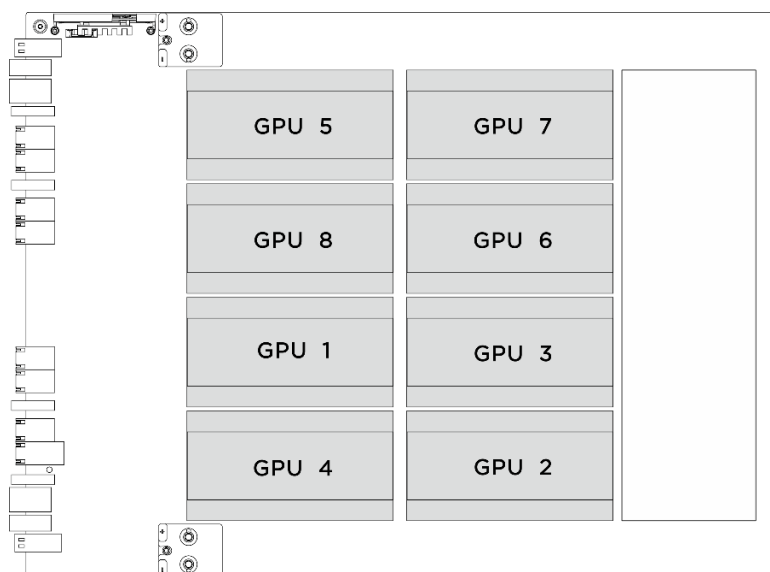 +
−
GPU 5 GPU 7
GPU 8 GPU 6
GPU 1 GPU 3
GPU 4 GPU 2
+
−